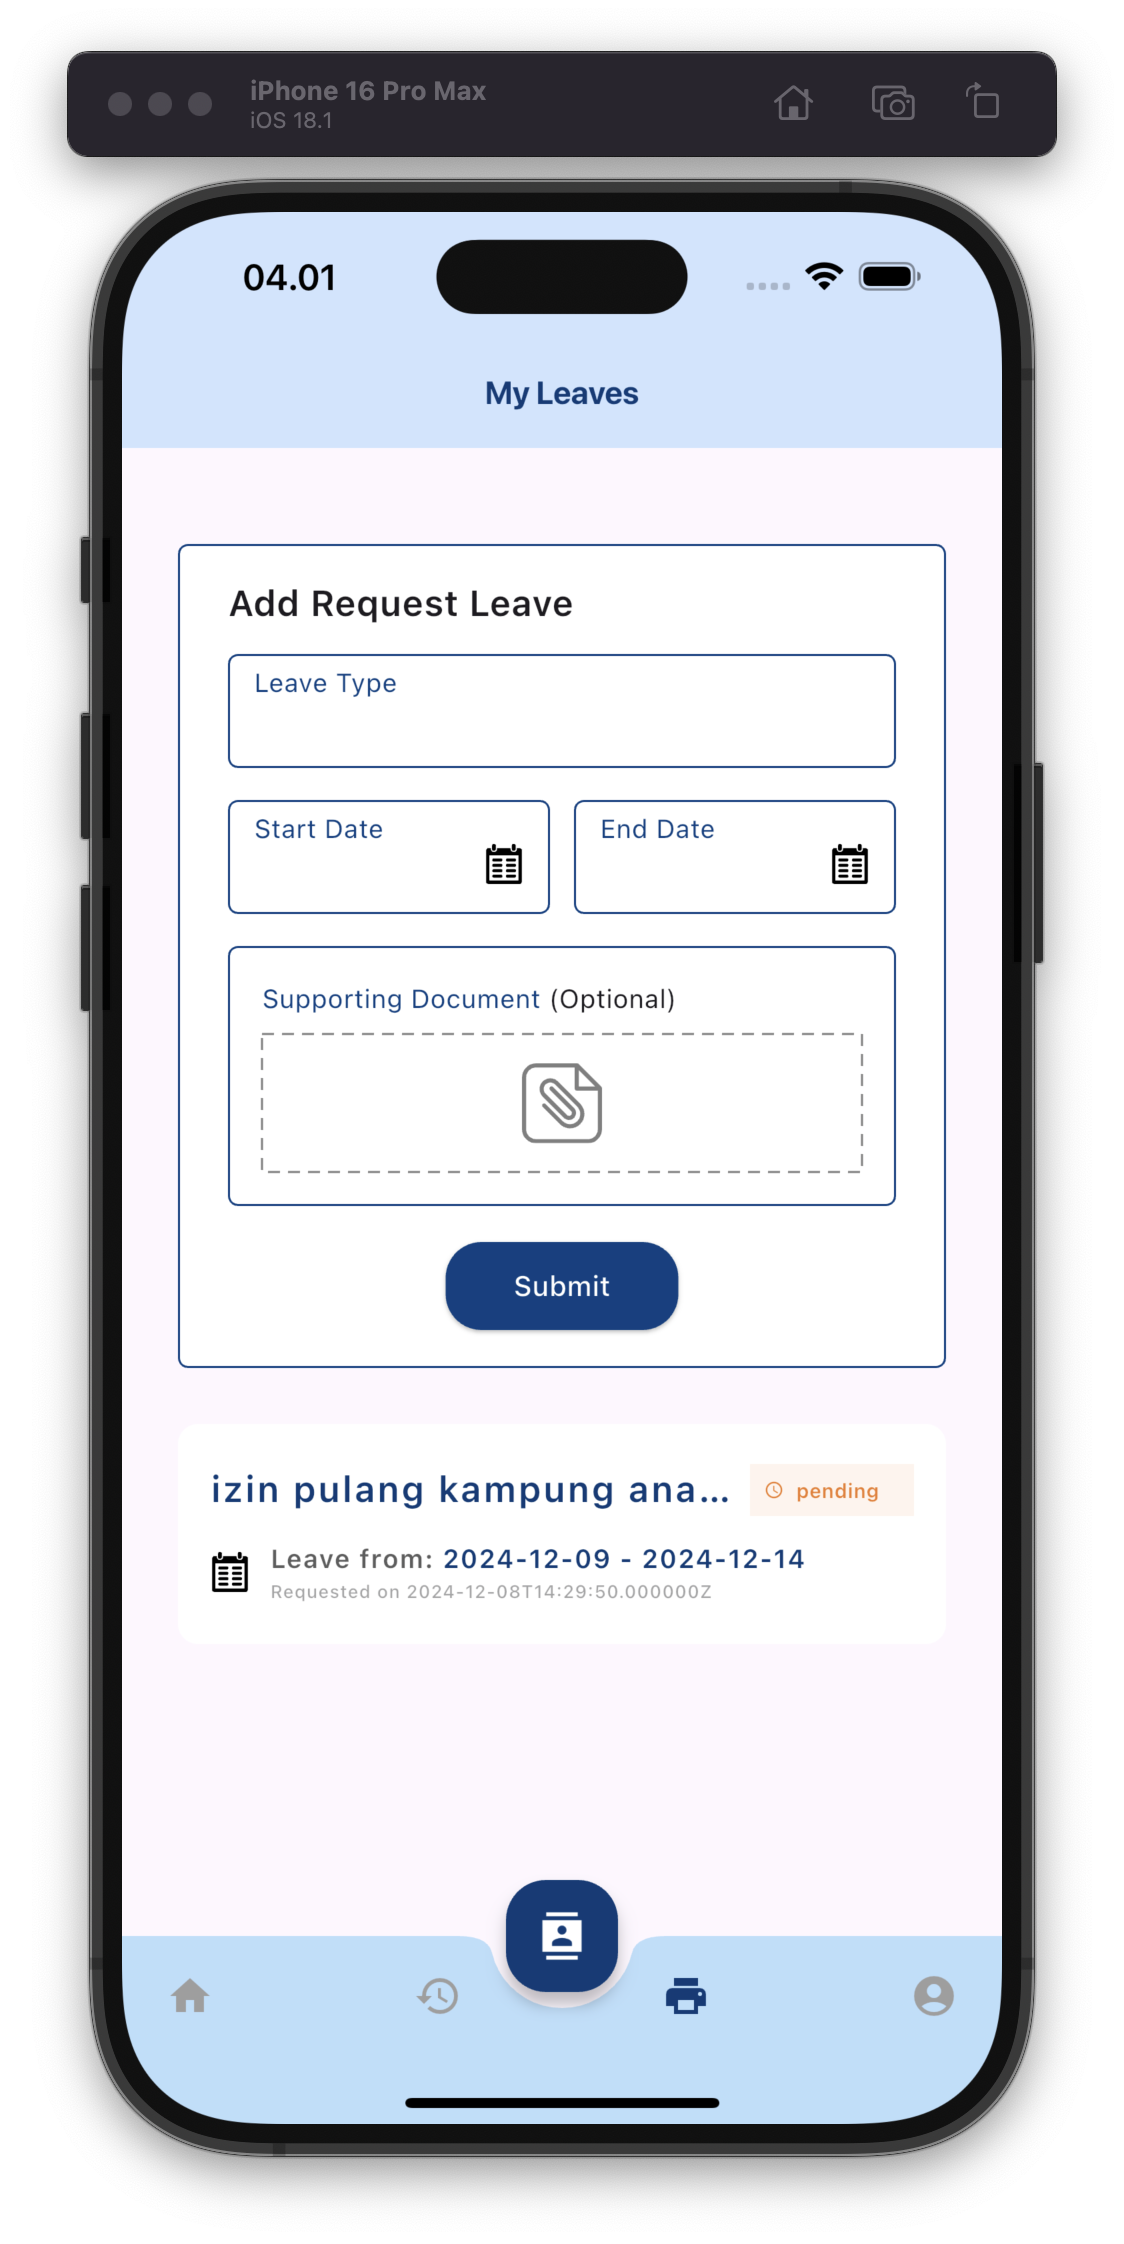 iPhone 16 Pro Max
iOS 18.1
04.01
My Leaves
Add Request Leave
Leave Type
Start Date
End Date
Supporting Document (Optional)
Submit
izin pulang kampung ana...
pending
Leave from: 2024-12-09 - 2024-12-14
Requested on 2024-12-08T14:29:50.000000Z